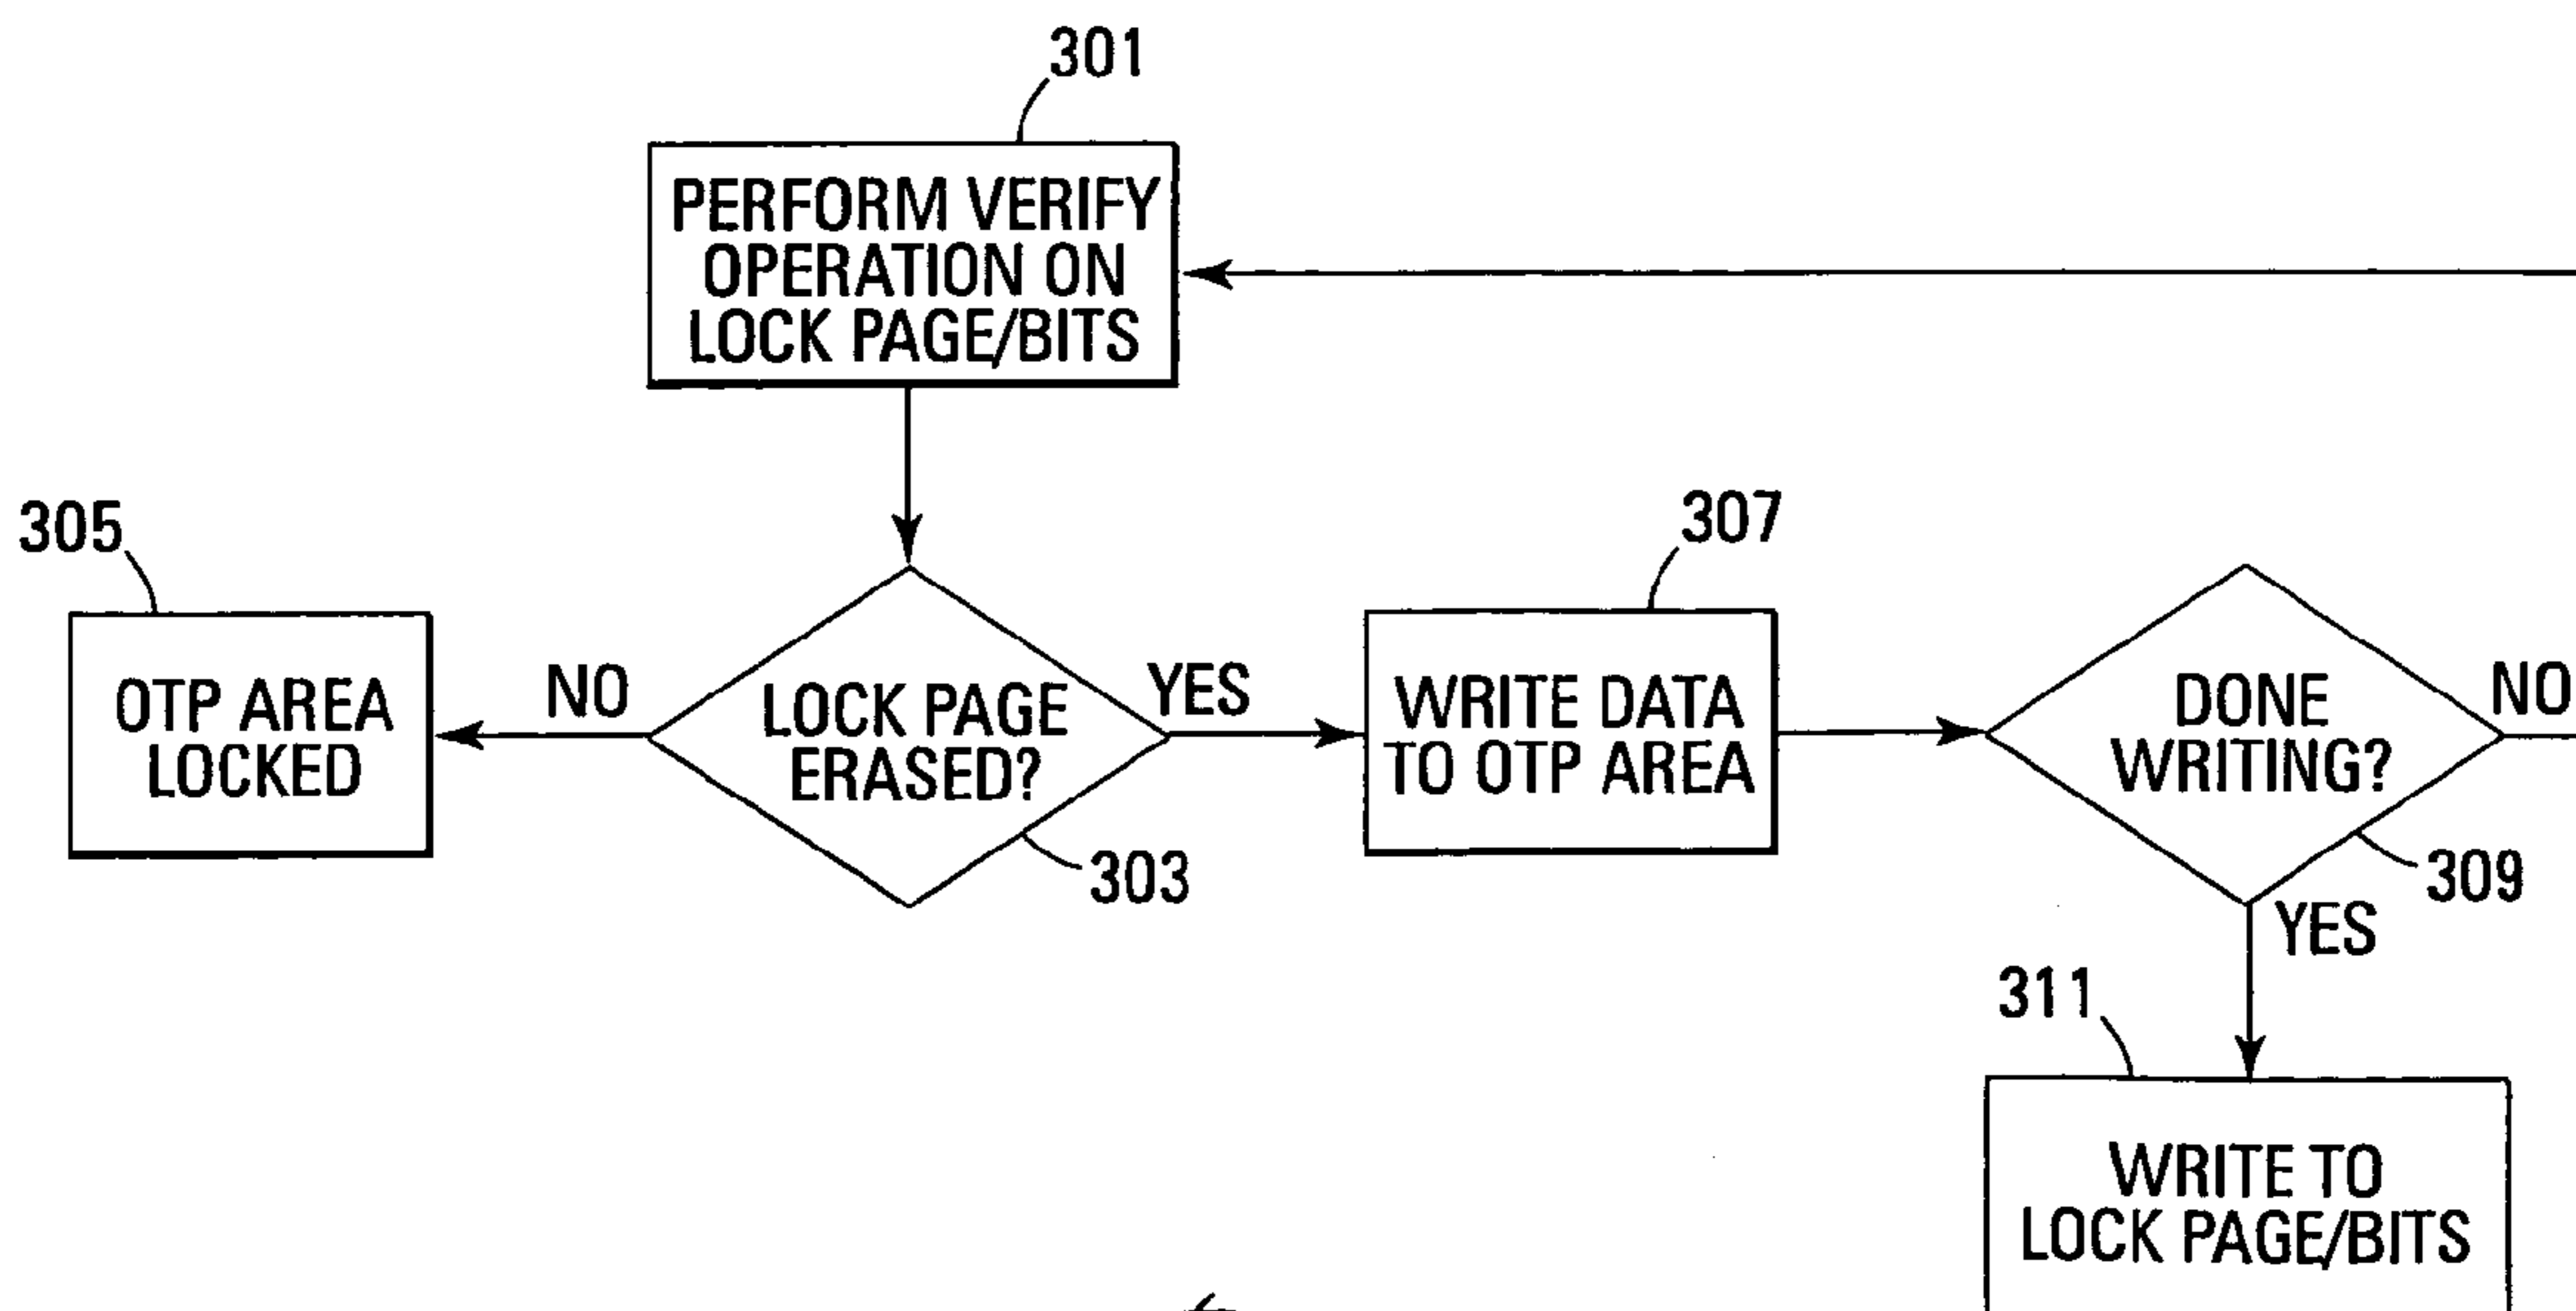 301
PERFORM VERIFY
OPERATION ON
LOCK PAGE/BITS
305
OTP AREA
LOCKED
NO
LOCK PAGE
ERASED?
303
YES
307
WRITE DATA
TO OTP AREA
DONE
WRITING?
309
NO
YES
311
WRITE TO
LOCK PAGE/BITS